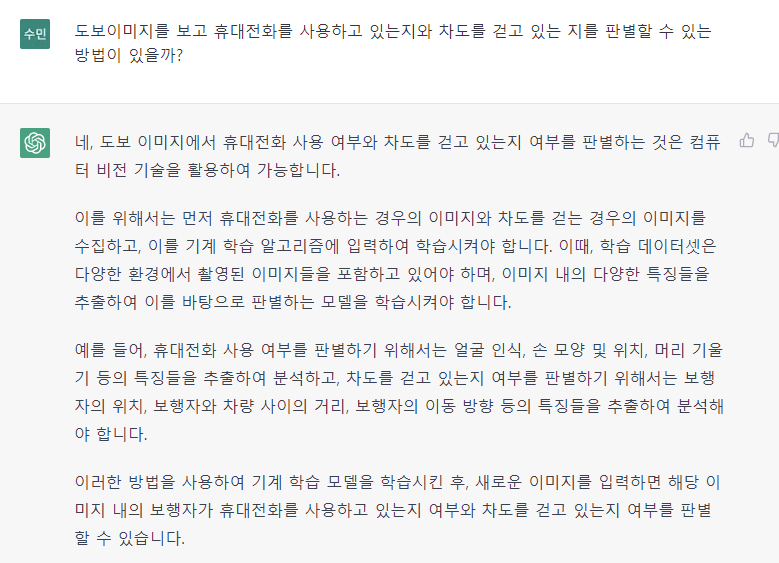 수민
도보이미지를 보고 휴대전화를 사용하고 있는지와 차도를 걷고 있는 지를 판별할 수 있는
방법이 있을까?
네, 도보 이미지에서 휴대전화 사용 여부와 차도를 걷고 있는지 여부를 판별하는 것은 컴퓨
터 비전 기술을 활용하여 가능합니다.
이를 위해서는 먼저 휴대전화를 사용하는 경우의 이미지와 차도를 걷는 경우의 이미지를
수집하고, 이를 기계 학습 알고리즘에 입력하여 학습시켜야 합니다. 이때, 학습 데이터셋은
다양한 환경에서 촬영된 이미지들을 포함하고 있어야 하며, 이미지 내의 다양한 특징들을
추출하여 이를 바탕으로 판별하는 모델을 학습시켜야 합니다.
예를 들어, 휴대전화 사용 여부를 판별하기 위해서는 얼굴 인식, 손 모양 및 위치, 머리 기울
기 등의 특징들을 추출하여 분석하고, 차도를 걷고 있는지 여부를 판별하기 위해서는 보행
자의 위치, 보행자와 차량 사이의 거리, 보행자의 이동 방향 등의 특징들을 추출하여 분석해
야 합니다.
이러한 방법을 사용하여 기계 학습 모델을 학습시킨 후, 새로운 이미지를 입력하면 해당 이
미지 내의 보행자가 휴대전화를 사용하고 있는지 여부와 차도를 걷고 있는지 여부를 판별
할 수 있습니다.